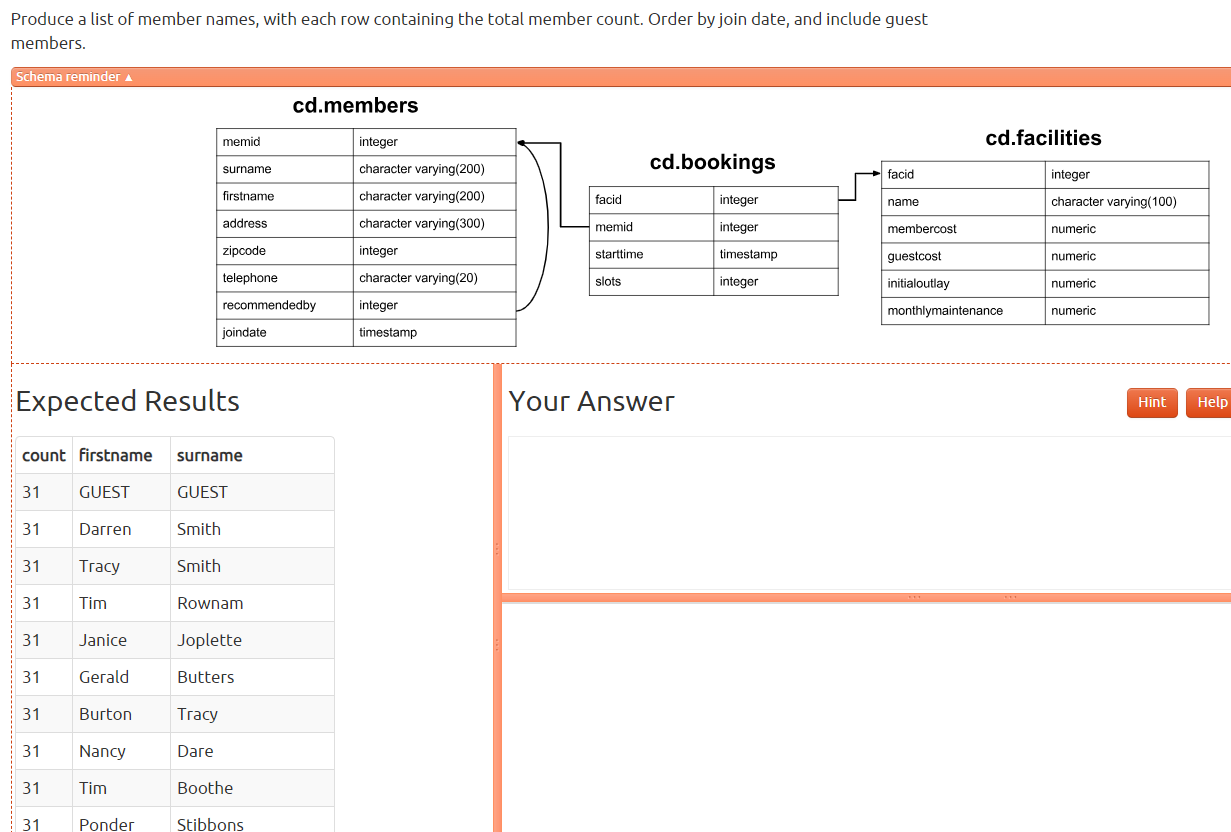 Produce a list of member names, with each row containing the total member count. Order by join date, and include guest
members.
Schema reminder ▲
cd.members
memid integer
surname character varying(200)
firstname character varying(200)
address character varying(300)
zipcode integer
telephone character varying(20)
recommendedby integer
joindate timestamp
cd.bookings
facid integer
memid integer
starttime timestamp
slots integer
cd.facilities
facid integer
name character varying(100)
membercost numeric
guestcost numeric
initialoutlay numeric
monthlymaintenance numeric
Expected Results
count firstname surname
31 GUEST GUEST
31 Darren Smith
31 Tracy Smith
31 Tim Rownam
31 Janice Joplette
31 Gerald Butters
31 Burton Tracy
31 Nancy Dare
31 Tim Boothe
31 Ponder Stibbons
Your Answer
Hint
Help